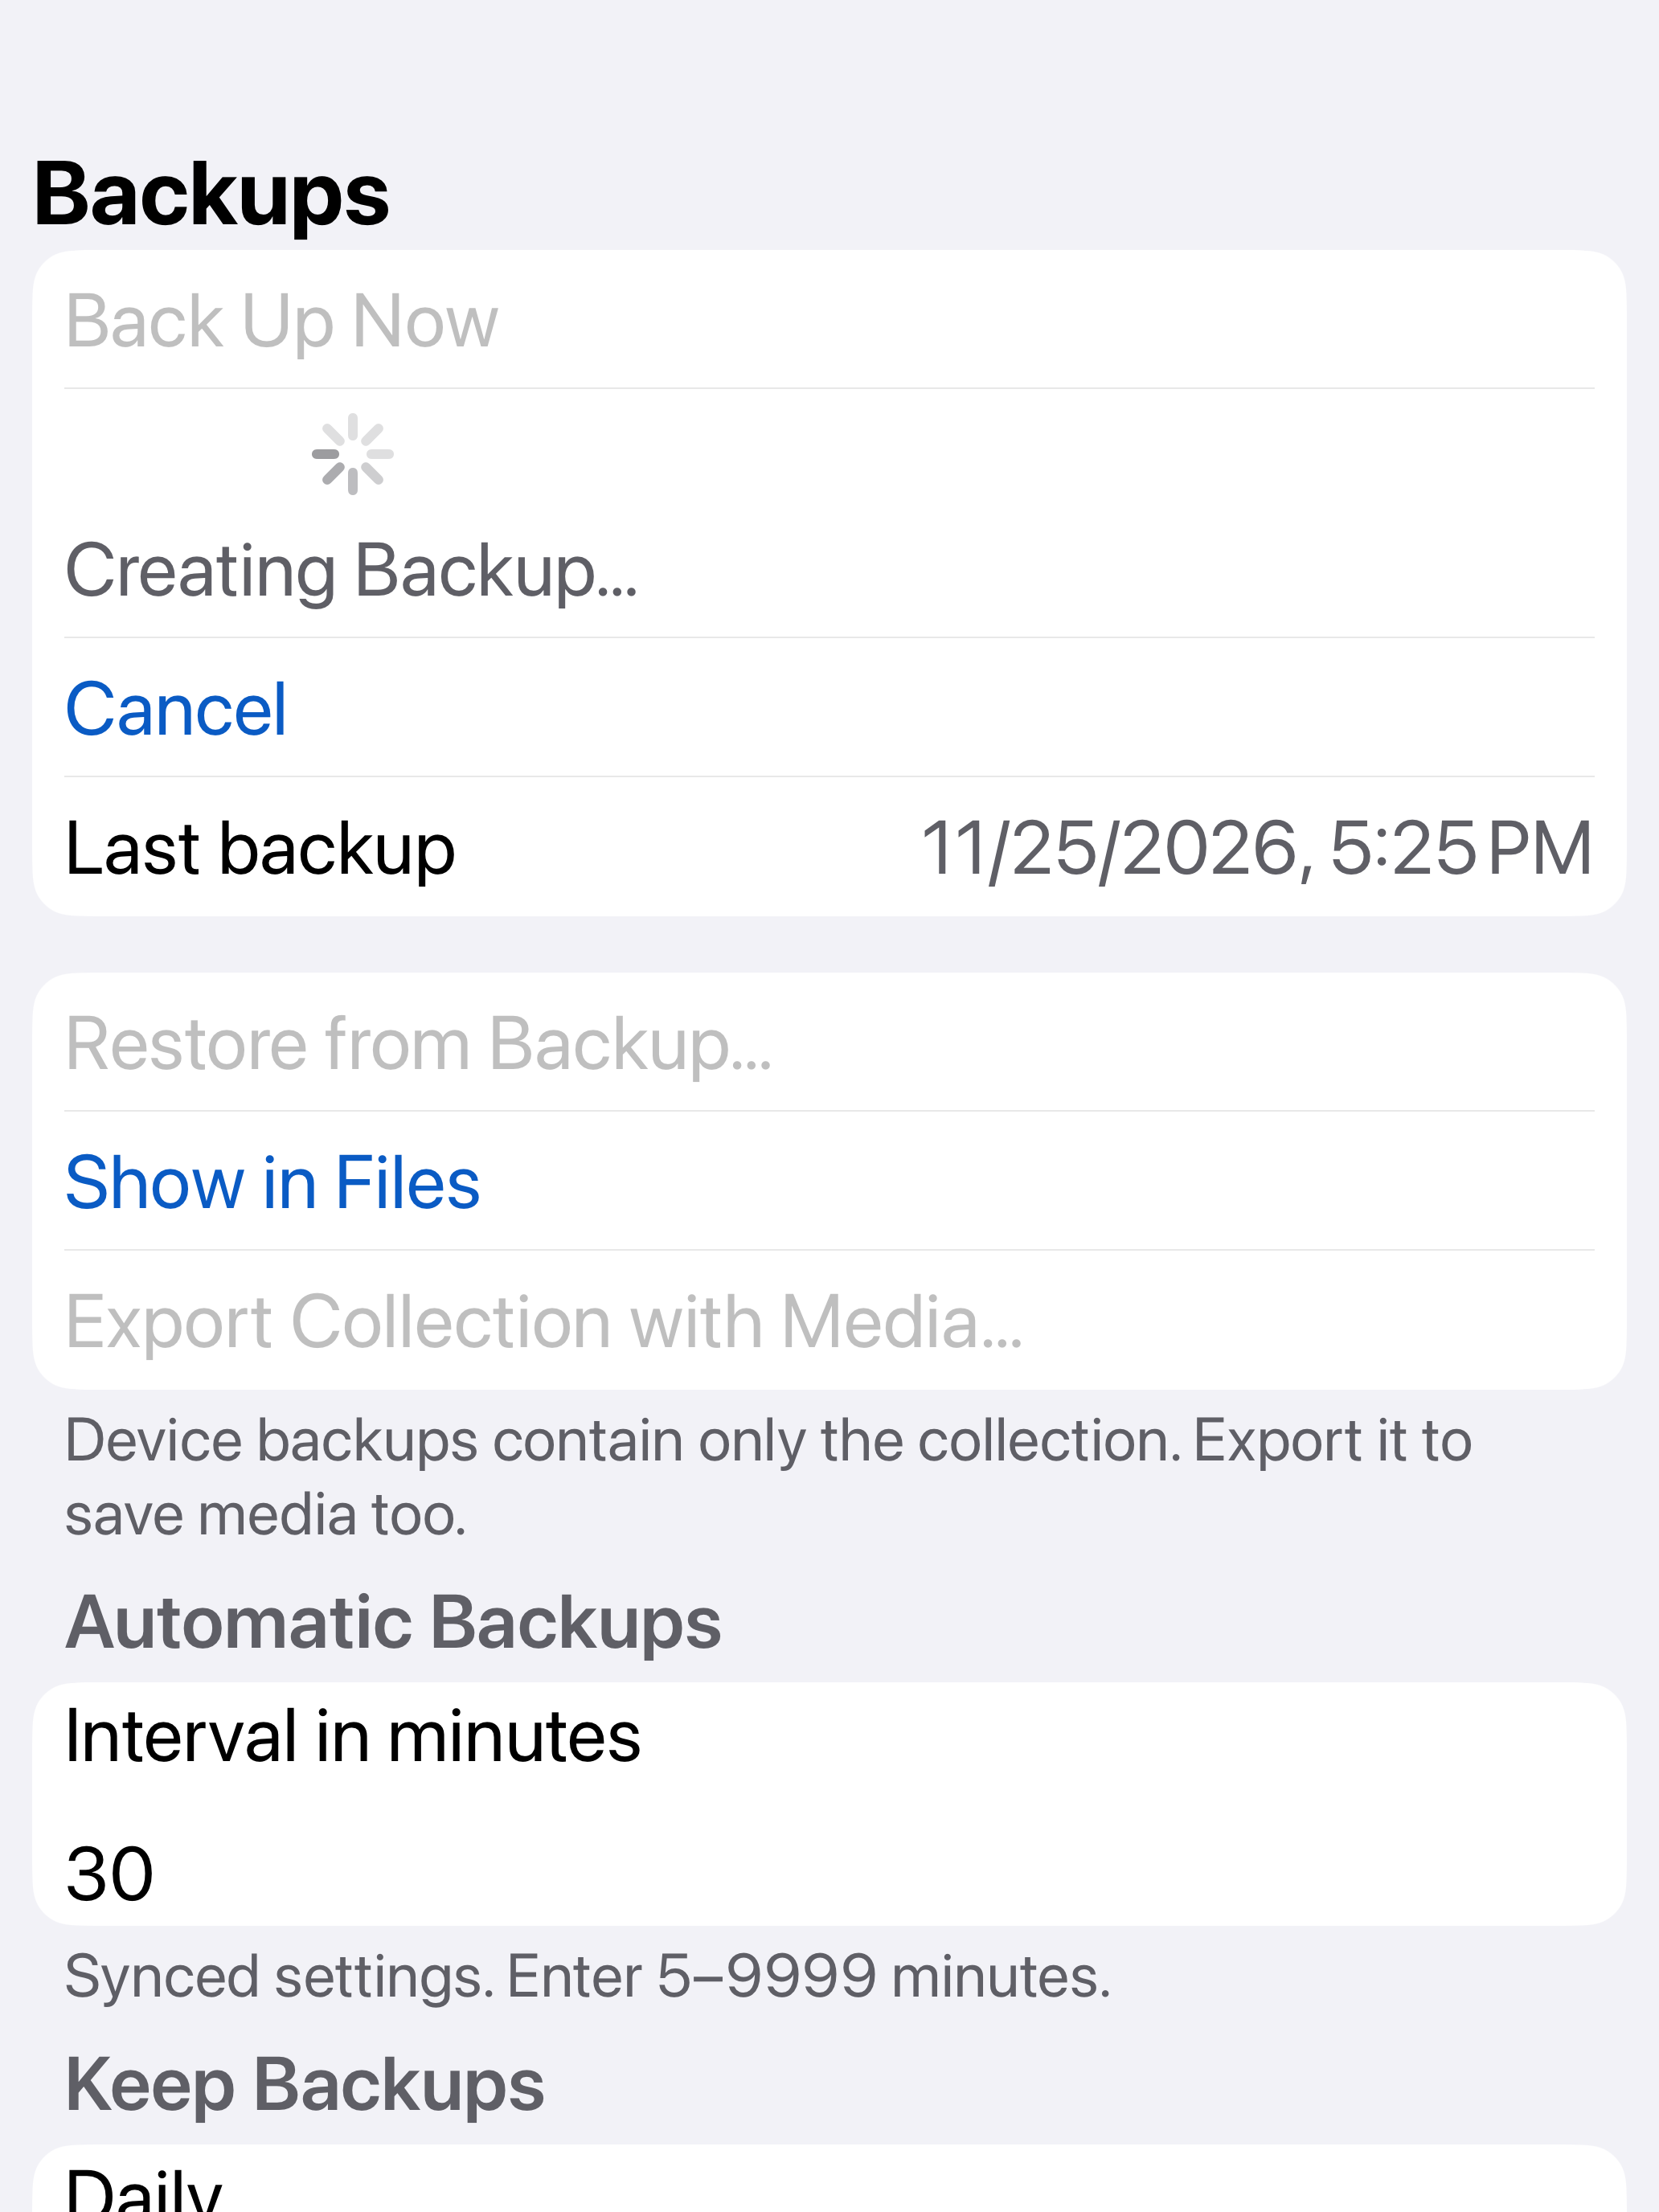 Backups
Back Up Now
Creating Backup...
Cancel
Last backup 11/25/2026, 5:25 PM
Restore from Backup...
Show in Files
Export Collection with Media...
Device backups contain only the collection. Export it to
save media too.
Automatic Backups
Interval in minutes
30
Synced settings. Enter 5–9999 minutes.
Keep Backups
Daily